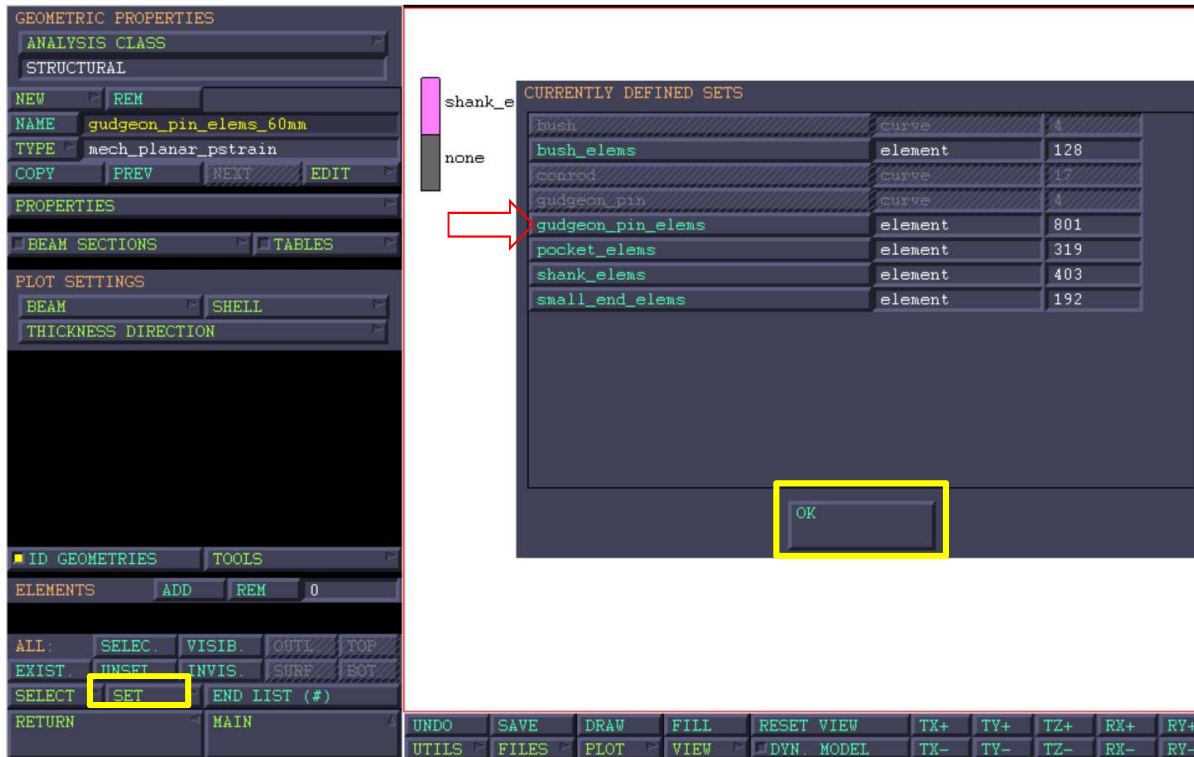 GEOMETRIC PROPERTIES
ANALYSIS CLASS
STRUCTURAL
NEW REM
NAME gudgeon_pin_elems_60mm
TYPE mech_planar_pstrain
COPY PREV NEXT EDIT
PROPERTIES
BEAM SECTIONS TABLES
PLOT SETTINGS
BEAM SHELL
THICKNESS DIRECTION
ID GEOMETRIES TOOLS
ELEMENTS ADD REM 0
ALL: SELEC. VISIB. OUTL. TOP
EXIST. UNSEL. INVIS. SURF. BOT.
SELECT SET END LIST (#)
RETURN MAIN
shank_e
none
CURRENTLY DEFINED SETS
bush curve 4
bush_elems element 128
conrod curve 17
gudgeon_pin curve 4
gudgeon_pin_elems element 801
pocket_elems element 319
shank_elems element 403
small_end_elems element 192
OK
UNDO SAVE DRAW FILL RESET VIEW TX+ TY+ TZ+ RX+ RY+
UTILS FILES PLOT VIEW DYN. MODEL TX- TY- TZ- RX- RY-